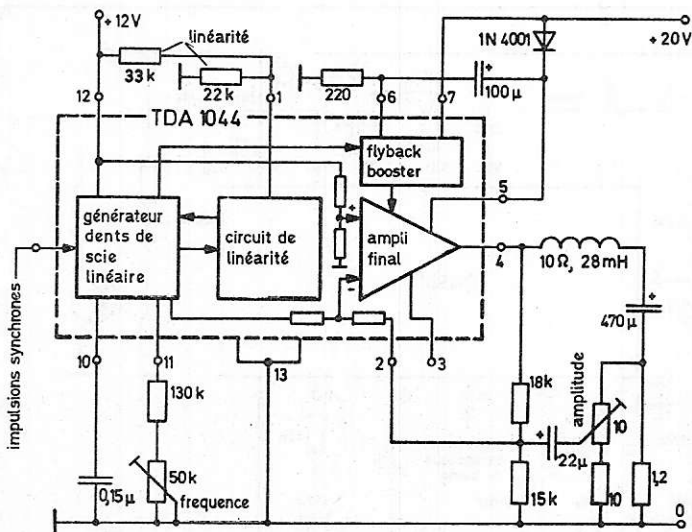 +12V
linéarité
33k
22k
220
1N 4001
+20V
100µ
+
12
1
6
7
TDA 1044
flyback
booster
5
générateur
dents de
scie
linéaire
circuit de
linéarité
+
ampli
final
-
4
10Ω, 28mH
+
470µ
impulsions synchrones
10
11
13
2
3
130k
18k
amplitude
10
+
22µ
50k
frequence
0,15µ
15k
10
1,2
0